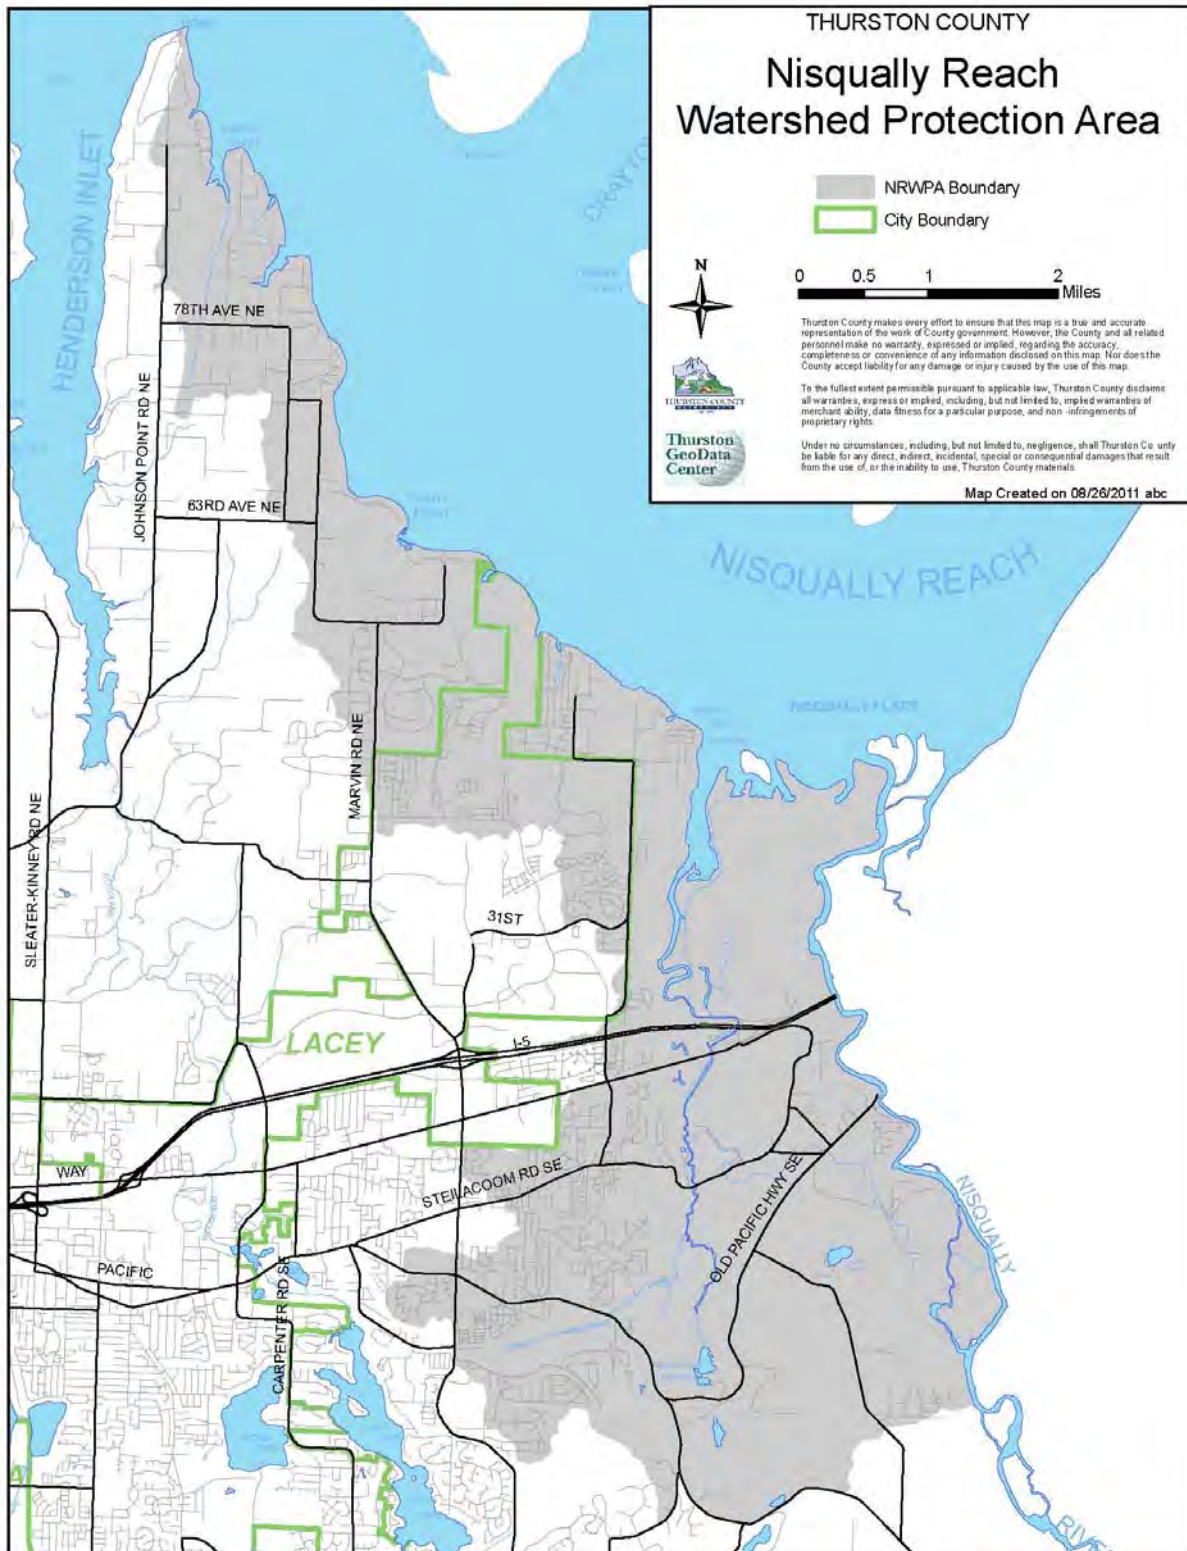 THURSTON COUNTY
Nisqually Reach
Watershed Protection Area
NRWPA Boundary
City Boundary
N
0 0.5 1 2
Miles
Thurston County makes every effort to ensure that this map is a true and accurate
representation of the work of County government. However, the County and all related
personnel make no warranty, expressed or implied, regarding the accuracy,
completeness or convenience of any information disclosed on this map. Nor does the
County accept liability for any damage or injury caused by the use of this map.
To the fullest extent permissible pursuant to applicable law, Thurston County disclaims
all warranties, express or implied, including, but not limited to, implied warranties of
merchant ability, data fitness for a particular purpose, and non -infringements of
proprietary rights.
Under no circumstances, including, but not limited to, negligence, shall Thurston Co unty
be liable for any direct, indirect, incidental, special or consequential damages that result
from the use of, or the inability to use, Thurston County materials.
THURSTON COUNTY
Thurston
GeoData
Center
Map Created on 08/26/2011 abc
HENDERSON INLET
78TH AVE NE
JOHNSON POINT RD NE
63RD AVE NE
NISQUALLY REACH
NISQUALLY FLATS
MARVIN RD NE
SLEATER-KINNEY RD NE
31ST
LACEY
I-5
WAY
STEILACOOM RD SE
OLD PACIFIC HWY SE
NISQUALLY
PACIFIC
CARPENTER RD SE